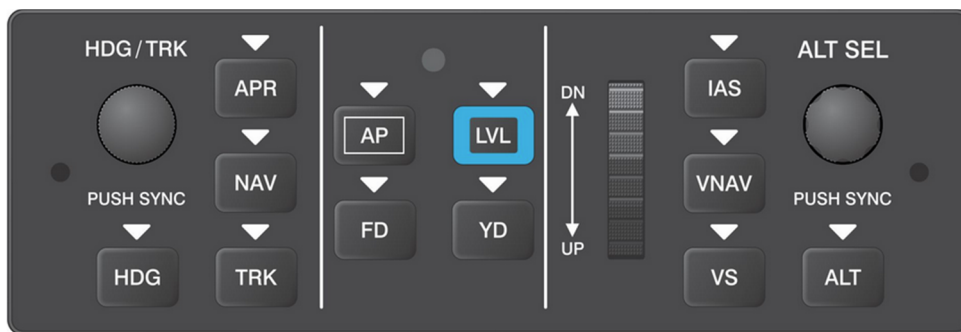 HDG/TRK
PUSH SYNC
HDG
APR
NAV
TRK
AP
FD
LVL
YD
DN
UP
IAS
VNAV
VS
ALT SEL
PUSH SYNC
ALT